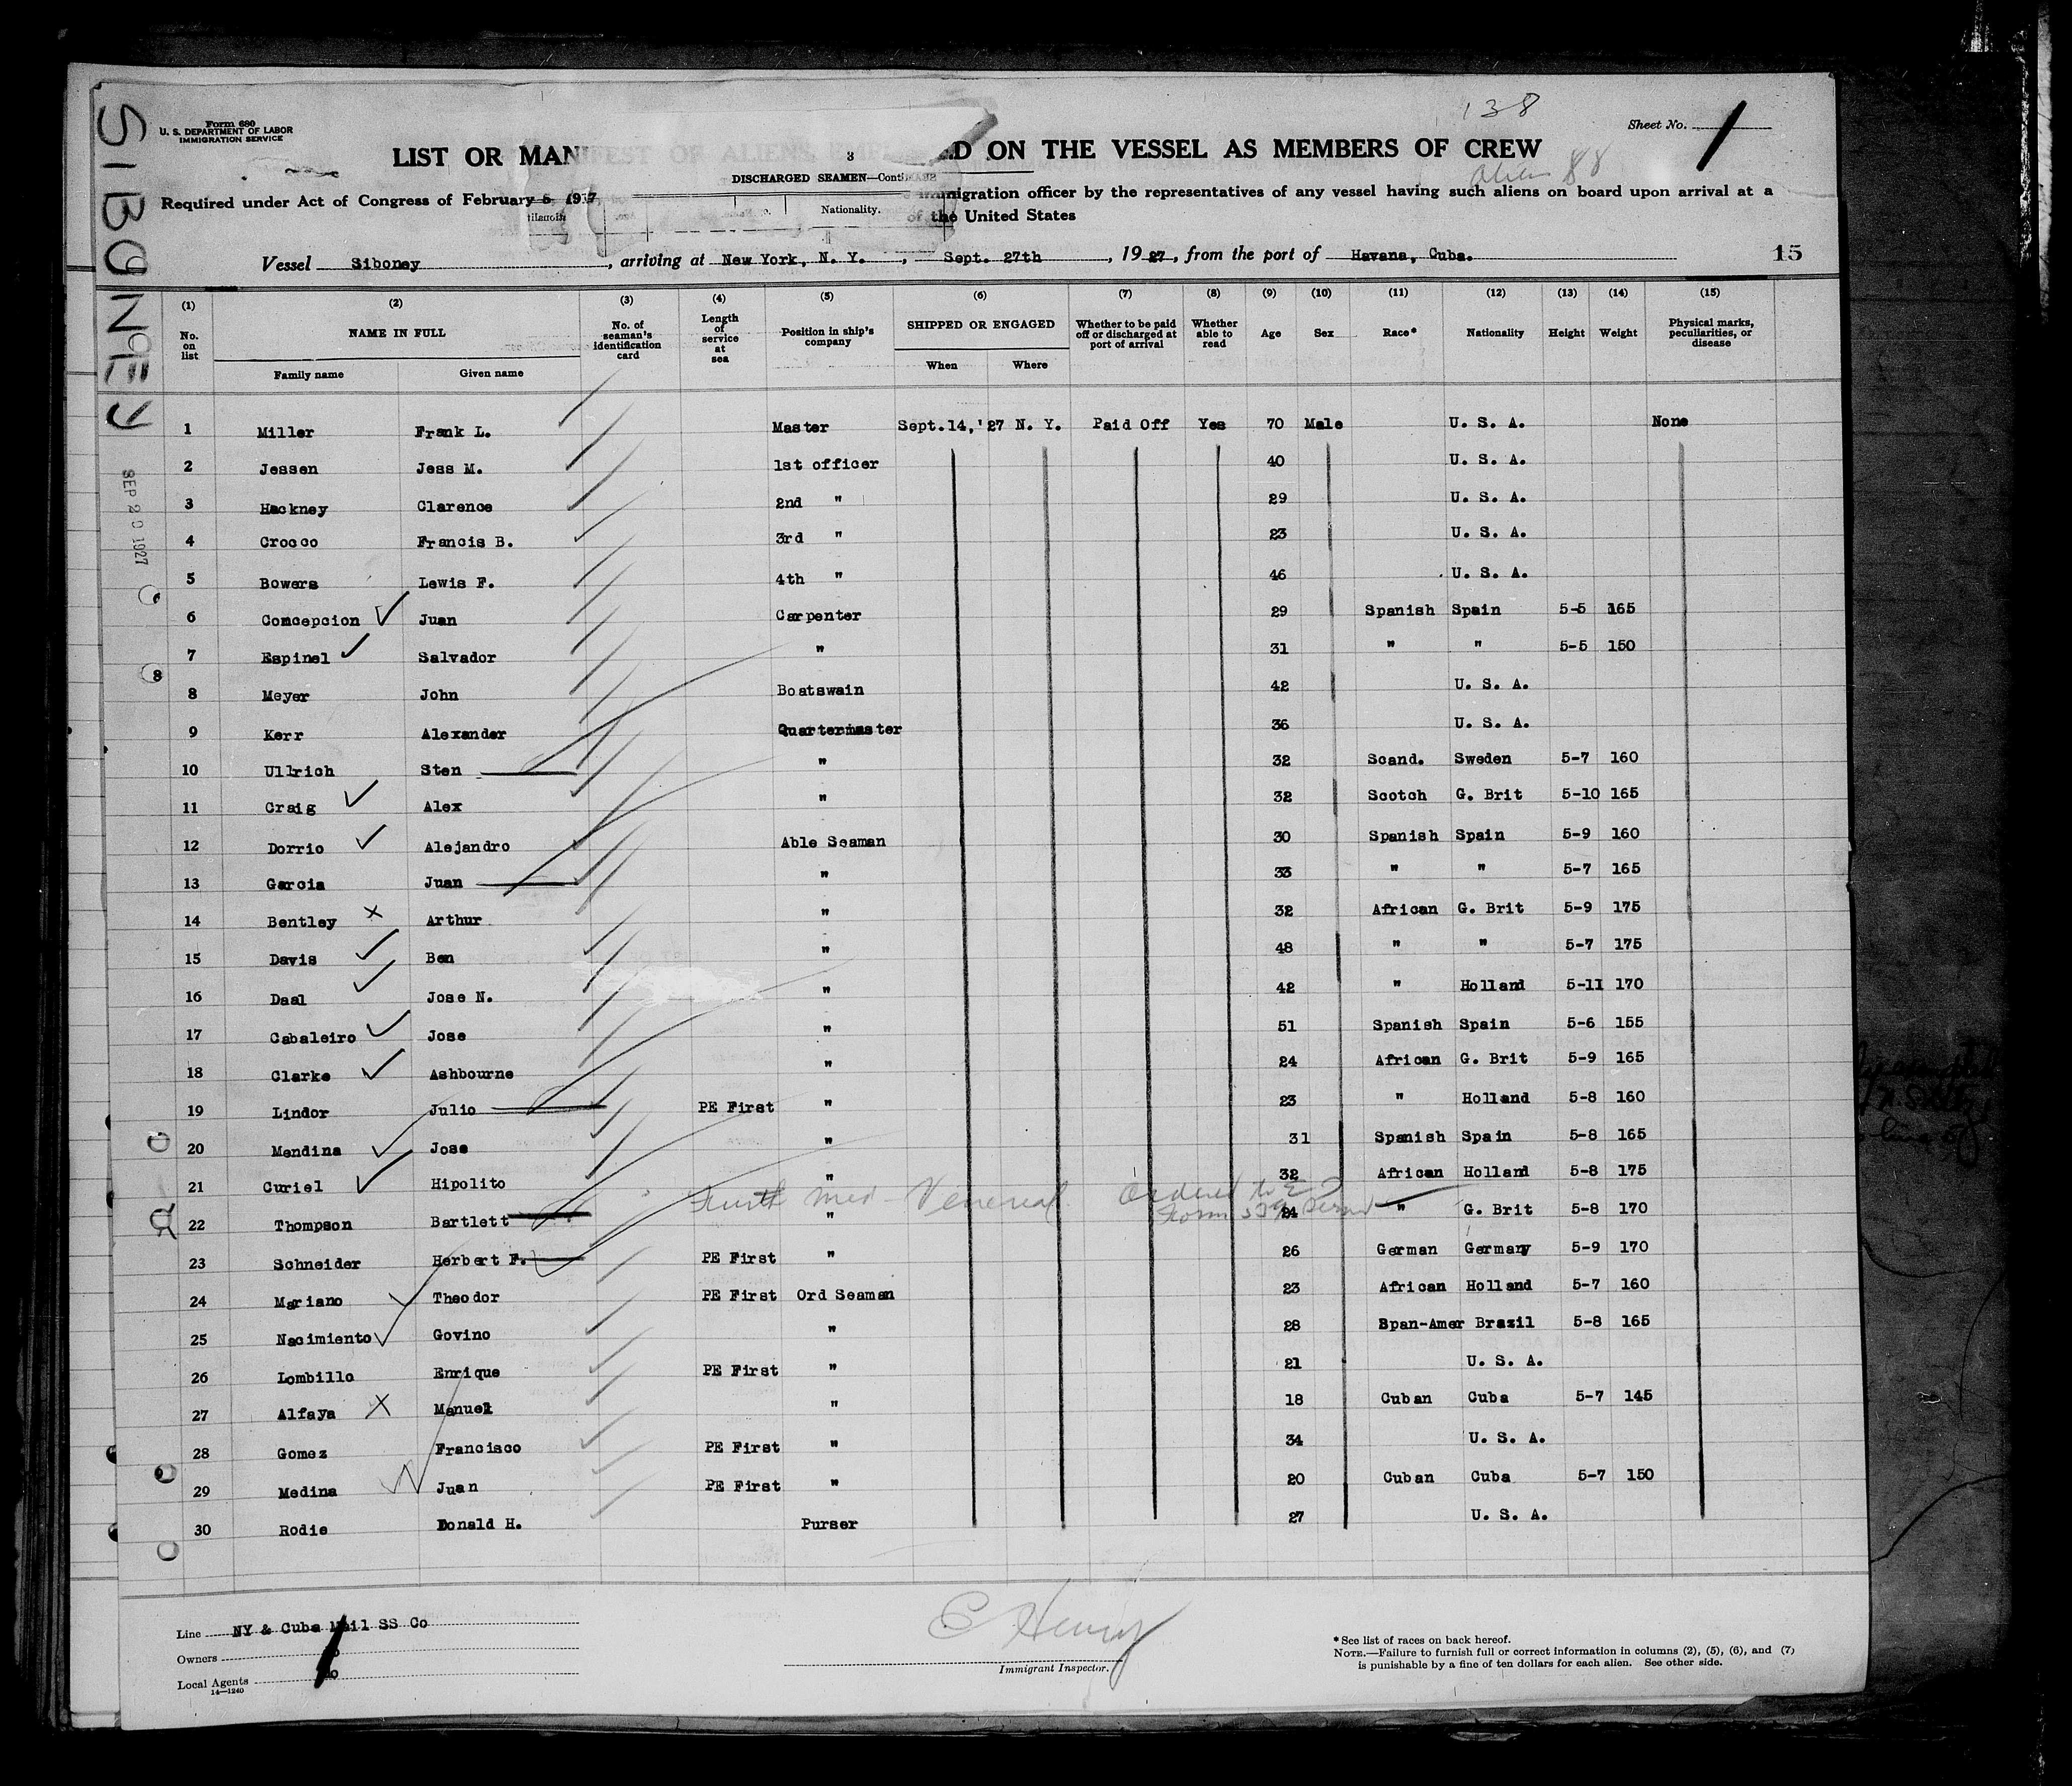 SIBONEY
SEP 20 1927
Form 680
U. S. DEPARTMENT OF LABOR
IMMIGRATION SERVICE
138
Sheet No. 1
LIST OR MANIFEST OF ALIENS EMPLOYED ON THE VESSEL AS MEMBERS OF CREW
Alien 88
3
DISCHARGED SEAMEN—Continued
Nationality.
Required under Act of Congress of February 5, 1917, immigration officer by the representatives of any vessel having such aliens on board upon arrival at a
of the United States
Vessel Siboney, arriving at New York, N. Y., Sept. 27th, 1927, from the port of Havana, Cuba.
15
(1) (2) (3) (4) (5) (6) (7) (8) (9) (10) (11) (12) (13) (14) (15)
No. on list NAME IN FULL No. of seaman's identification card Length of service at sea Position in ship's company SHIPPED OR ENGAGED Whether to be paid off or discharged at port of arrival Whether able to read Age Sex Race* Nationality Height Weight Physical marks, peculiarities, or disease
Family name Given name When Where
1 Miller Frank L. Master Sept.14,'27 N. Y. Paid Off Yes 70 Male U. S. A. None
2 Jessen Jess M. 1st officer 40 U. S. A.
3 Hackney Clarence 2nd " 29 U. S. A.
4 Crocco Francis B. 3rd " 23 U. S. A.
5 Bowers Lewis F. 4th " 46 U. S. A.
6 Comcepcion Juan Carpenter 29 Spanish Spain 5-5 165
7 Espinel Salvador " 31 " " 5-5 150
8 Meyer John Boatswain 42 U. S. A.
9 Kerr Alexander Quartermaster 36 U. S. A.
10 Ullrich Sten " 32 Scand. Sweden 5-7 160
11 Craig Alex " 32 Scotch G. Brit 5-10 165
12 Dorrio Alejandro Able Seaman 30 Spanish Spain 5-9 160
13 Garcia Juan " 33 " " 5-7 165
14 Bentley Arthur " 32 African G. Brit 5-9 175
15 Davis Ben " 48 " " 5-7 175
16 Daal Jose N. " 42 " Holland 5-11 170
17 Cabaleiro Jose " 51 Spanish Spain 5-6 155
18 Clarke Ashbourne " 24 African G. Brit 5-9 165
19 Lindor Julio PE First " 23 " Holland 5-8 160
20 Mendina Jose " 31 Spanish Spain 5-8 165
21 Curiel Hipolito " 32 African Holland 5-8 175
Med - Venereal Ordered to E I
22 Thompson Bartlett " 24 " G. Brit 5-8 170
23 Schneider Herbert F. PE First " 26 German Germany 5-9 170
24 Mariano Theodor PE First Ord Seaman 23 African Holland 5-7 160
25 Nacimiento Govino " 28 Span-Amer Brazil 5-8 165
26 Lombillo Enrique PE First " 21 U. S. A.
27 Alfaya Manuel " 18 Cuban Cuba 5-7 145
28 Gomez Francisco PE First " 34 U. S. A.
29 Medina Juan PE First " 20 Cuban Cuba 5-7 150
30 Rodie Donald H. Purser 27 U. S. A.
Line NY & Cuba Mail SS Co
Owners
Local Agents
14—1240
E Henry
Immigrant Inspector.
* See list of races on back hereof.
NOTE.—Failure to furnish full or correct information in columns (2), (5), (6), and (7)
is punishable by a fine of ten dollars for each alien. See other side.